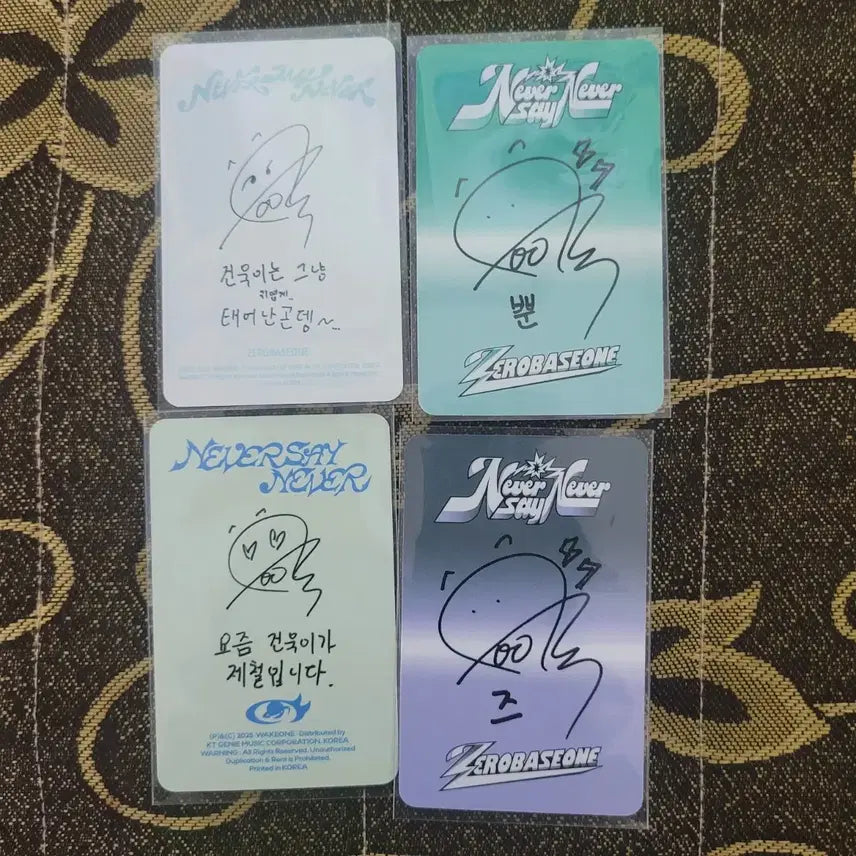 NEVER SAY NEVER
건욱이는 그냥
귀엽게..
태어난곤뎅~...
ZEROBASEONE
Never Never
say
87
뿐
ZEROBASEONE
NEVER SAY
NEVER
요즘 건욱이가
제철입니다.
(P)&(C) 2025 WAKEONE · Distributed by
KT GENIE MUSIC CORPORATION. KOREA
WARNING : All Rights Reserved. Unauthorized
Duplication & Rent is Prohibited.
Printed in KOREA
Never Never
say
87
즈
ZEROBASEONE